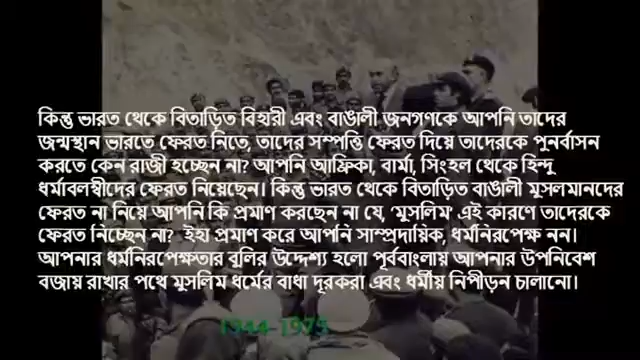 কিন্তু ভারত থেকে বিতাড়িত বিহারী এবং বাঙালী জনগণকে আপনি তাদের
জন্মস্থান ভারতে ফেরত নিতে, তাদের সম্পত্তি ফেরত দিয়ে তাদেরকে পুনর্বাসন
করতে কেন রাজী হচ্ছেন না? আপনি আফ্রিকা, বার্মা, সিংহল থেকে হিন্দু
ধর্মাবলম্বীদের ফেরত নিয়েছেন। কিন্তু ভারত থেকে বিতাড়িত বাঙালী মুসলমানদের
ফেরত না নিয়ে আপনি কি প্রমাণ করছেন না যে, ‘মুসলিম’ এই কারণে তাদেরকে
ফেরত নিচ্ছেন না? ইহা প্রমাণ করে আপনি সাম্প্রদায়িক, ধর্মনিরপেক্ষ নন।
আপনার ধর্মনিরপেক্ষতার বুলির উদ্দেশ্য হলো পূর্ববাংলায় আপনার উপনিবেশ
বজায় রাখার পথে মুসলিম ধর্মের বাধা দূরকরা এবং ধর্মীয় নিপীড়ন চালানো।
1944-1975